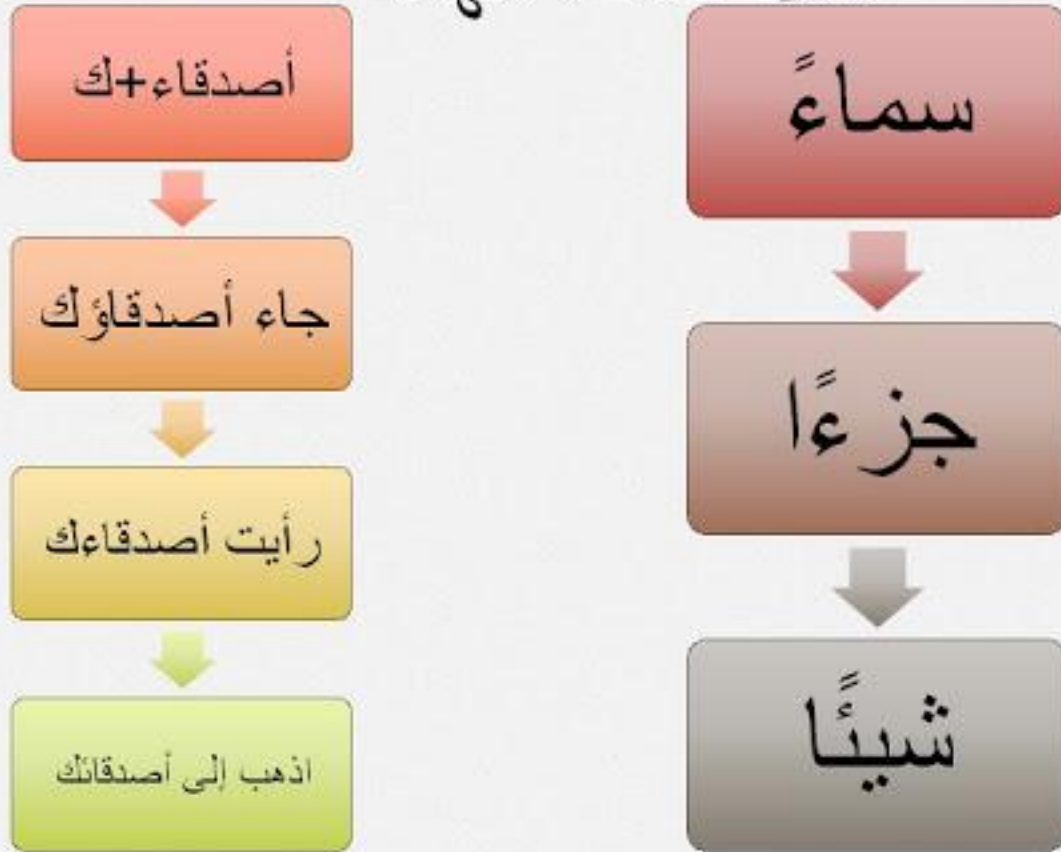 سماءً
جزءًا
شيئًا
أصدقاء+ك
جاء أصدقاؤك
رأيت أصدقاءك
اذهب إلى أصدقائك